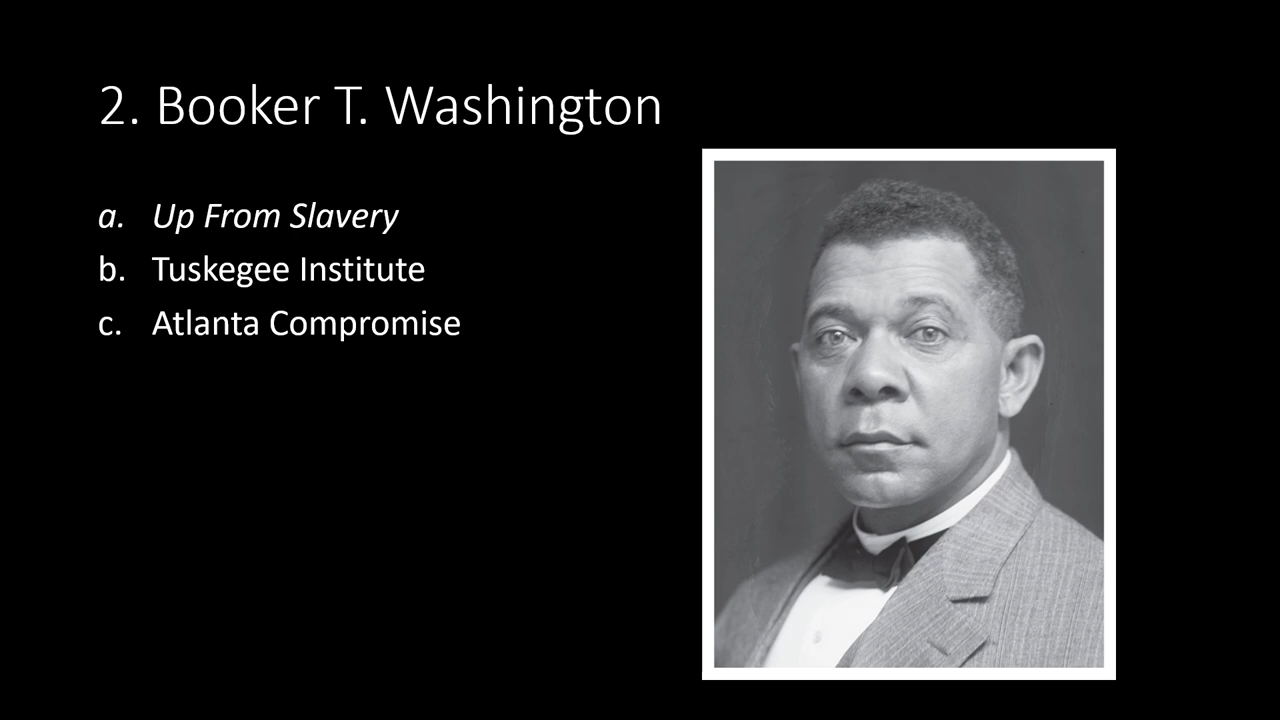 2. Booker T. Washington
a. Up From Slavery
b. Tuskegee Institute
c. Atlanta Compromise